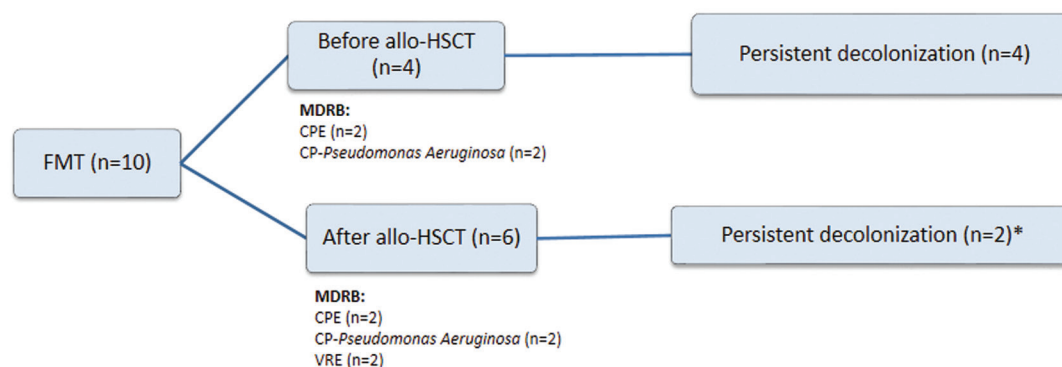 Before allo-HSCT
(n=4)
Persistent decolonization (n=4)
MDRB:
CPE (n=2)
CP-Pseudomonas Aeruginosa (n=2)
FMT (n=10)
After allo-HSCT (n=6)
Persistent decolonization (n=2)*
MDRB:
CPE (n=2)
CP-Pseudomonas Aeruginosa (n=2)
VRE (n=2)